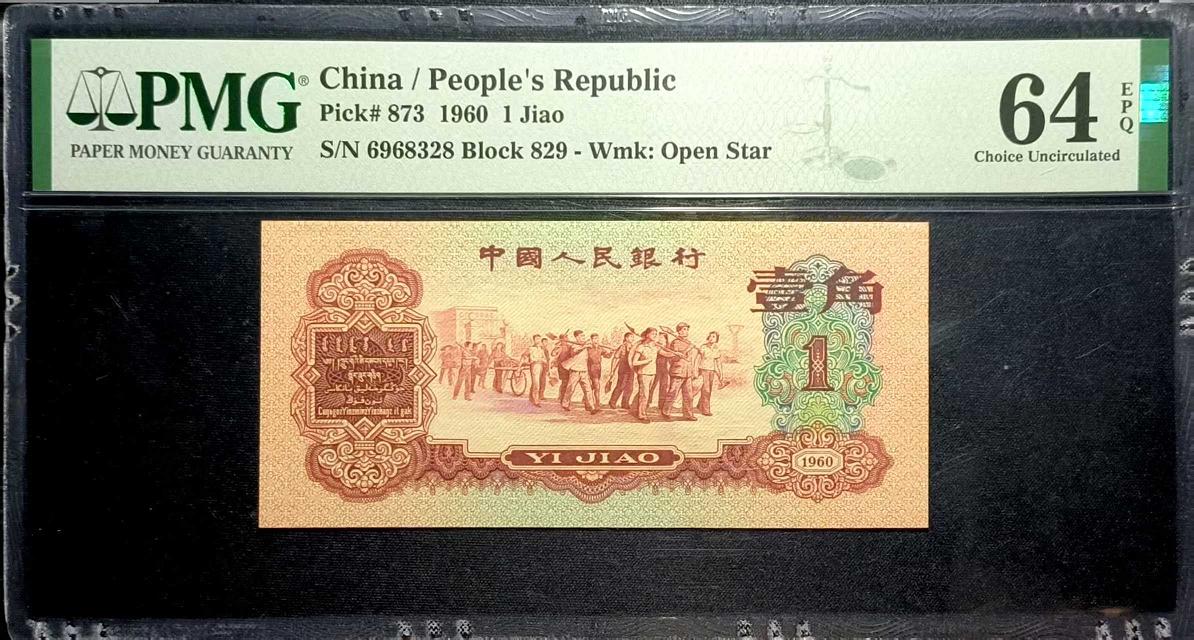 PMG®
PAPER MONEY GUARANTY
China / People's Republic
Pick# 873 1960 1 Jiao
S/N 6968328 Block 829 - Wmk: Open Star
64
EPQ
Choice Uncirculated
中國人民銀行
壹角
1
YI JIAO
1960